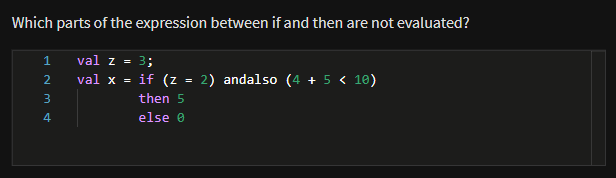 Which parts of the expression between if and then are not evaluated?
1 val z = 3;
2 val x = if (z = 2) andalso (4 + 5 < 10)
3 then 5
4 else 0